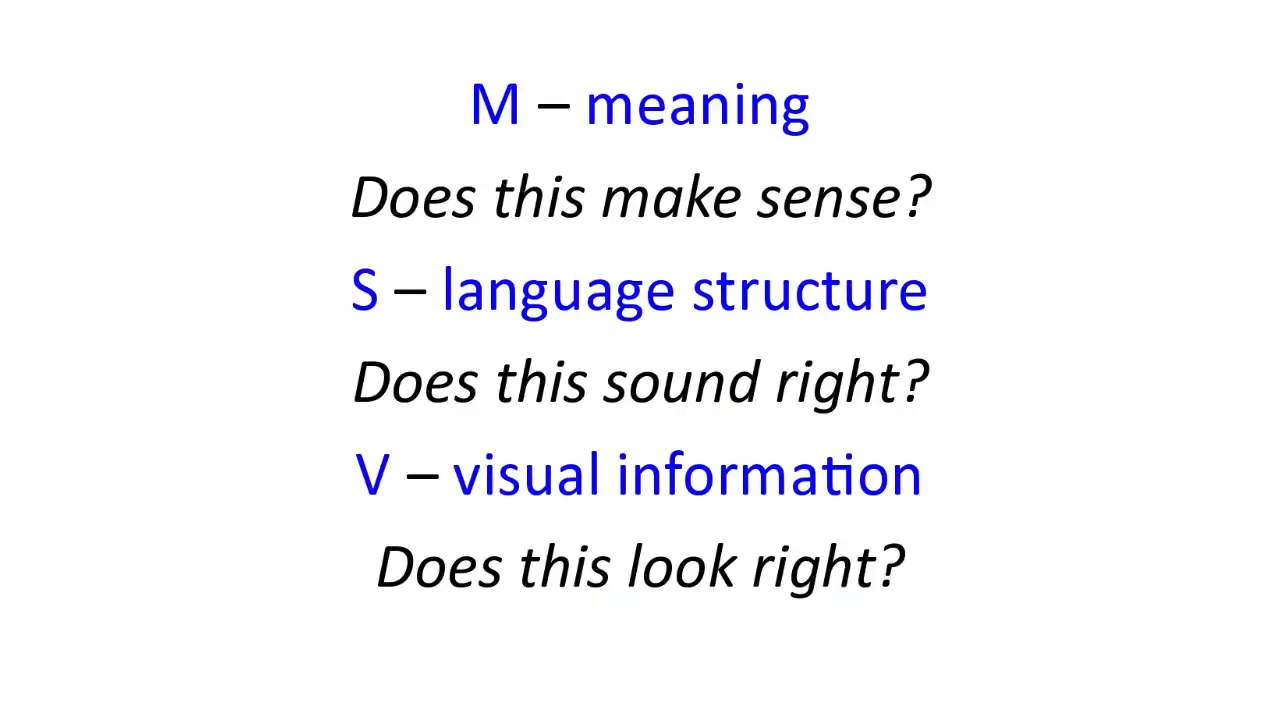 M – meaning
Does this make sense?
S – language structure
Does this sound right?
V – visual information
Does this look right?